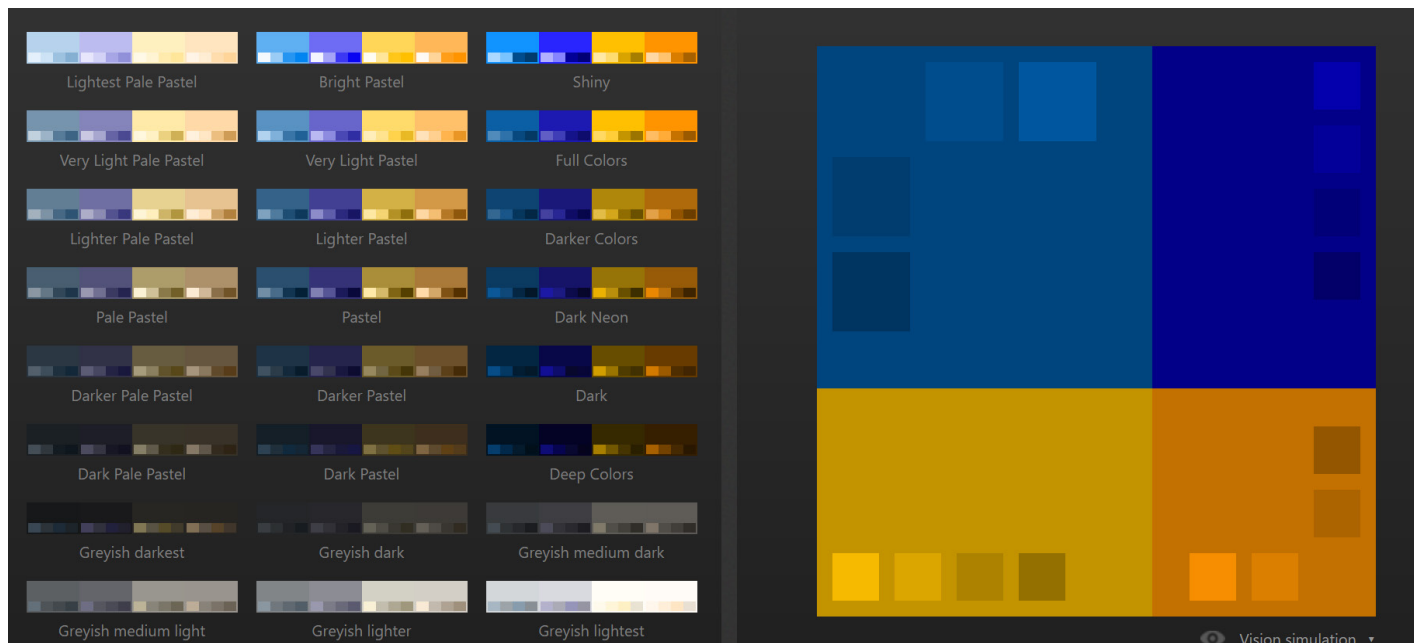 Lightest Pale Pastel
Bright Pastel
Shiny
Very Light Pale Pastel
Very Light Pastel
Full Colors
Lighter Pale Pastel
Lighter Pastel
Darker Colors
Pale Pastel
Pastel
Dark Neon
Darker Pale Pastel
Darker Pastel
Dark
Dark Pale Pastel
Dark Pastel
Deep Colors
Greyish darkest
Greyish dark
Greyish medium dark
Greyish medium light
Greyish lighter
Greyish lightest
Vision simulation